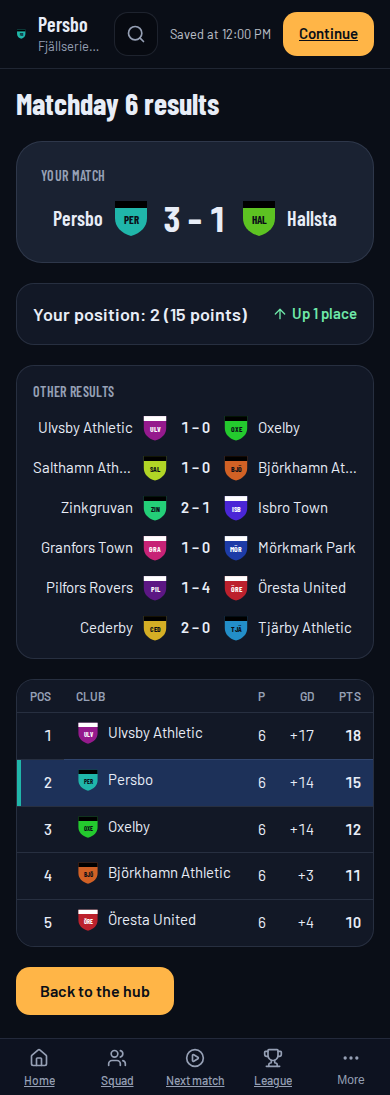 Persbo
Fjällserie...
Saved at 12:00 PM
Continue
Matchday 6 results
YOUR MATCH
Persbo PER 3 – 1 HAL Hallsta
Your position: 2 (15 points) ↑ Up 1 place
OTHER RESULTS
Ulvsby Athletic ULV 1 – 0 OXE Oxelby
Salthamn Ath... SAL 1 – 0 BJÖ Björkhamn At...
Zinkgruvan ZIN 2 – 1 ISB Isbro Town
Granfors Town GRA 1 – 0 MÖR Mörkmark Park
Pilfors Rovers PIL 1 – 4 ÖRE Öresta United
Cederby CED 2 – 0 TJÄ Tjärby Athletic
POS CLUB P GD PTS
1 ULV Ulvsby Athletic 6 +17 18
2 PER Persbo 6 +14 15
3 OXE Oxelby 6 +14 12
4 BJÖ Björkhamn Athletic 6 +3 11
5 ÖRE Öresta United 6 +4 10
Back to the hub
Home Squad Next match League More